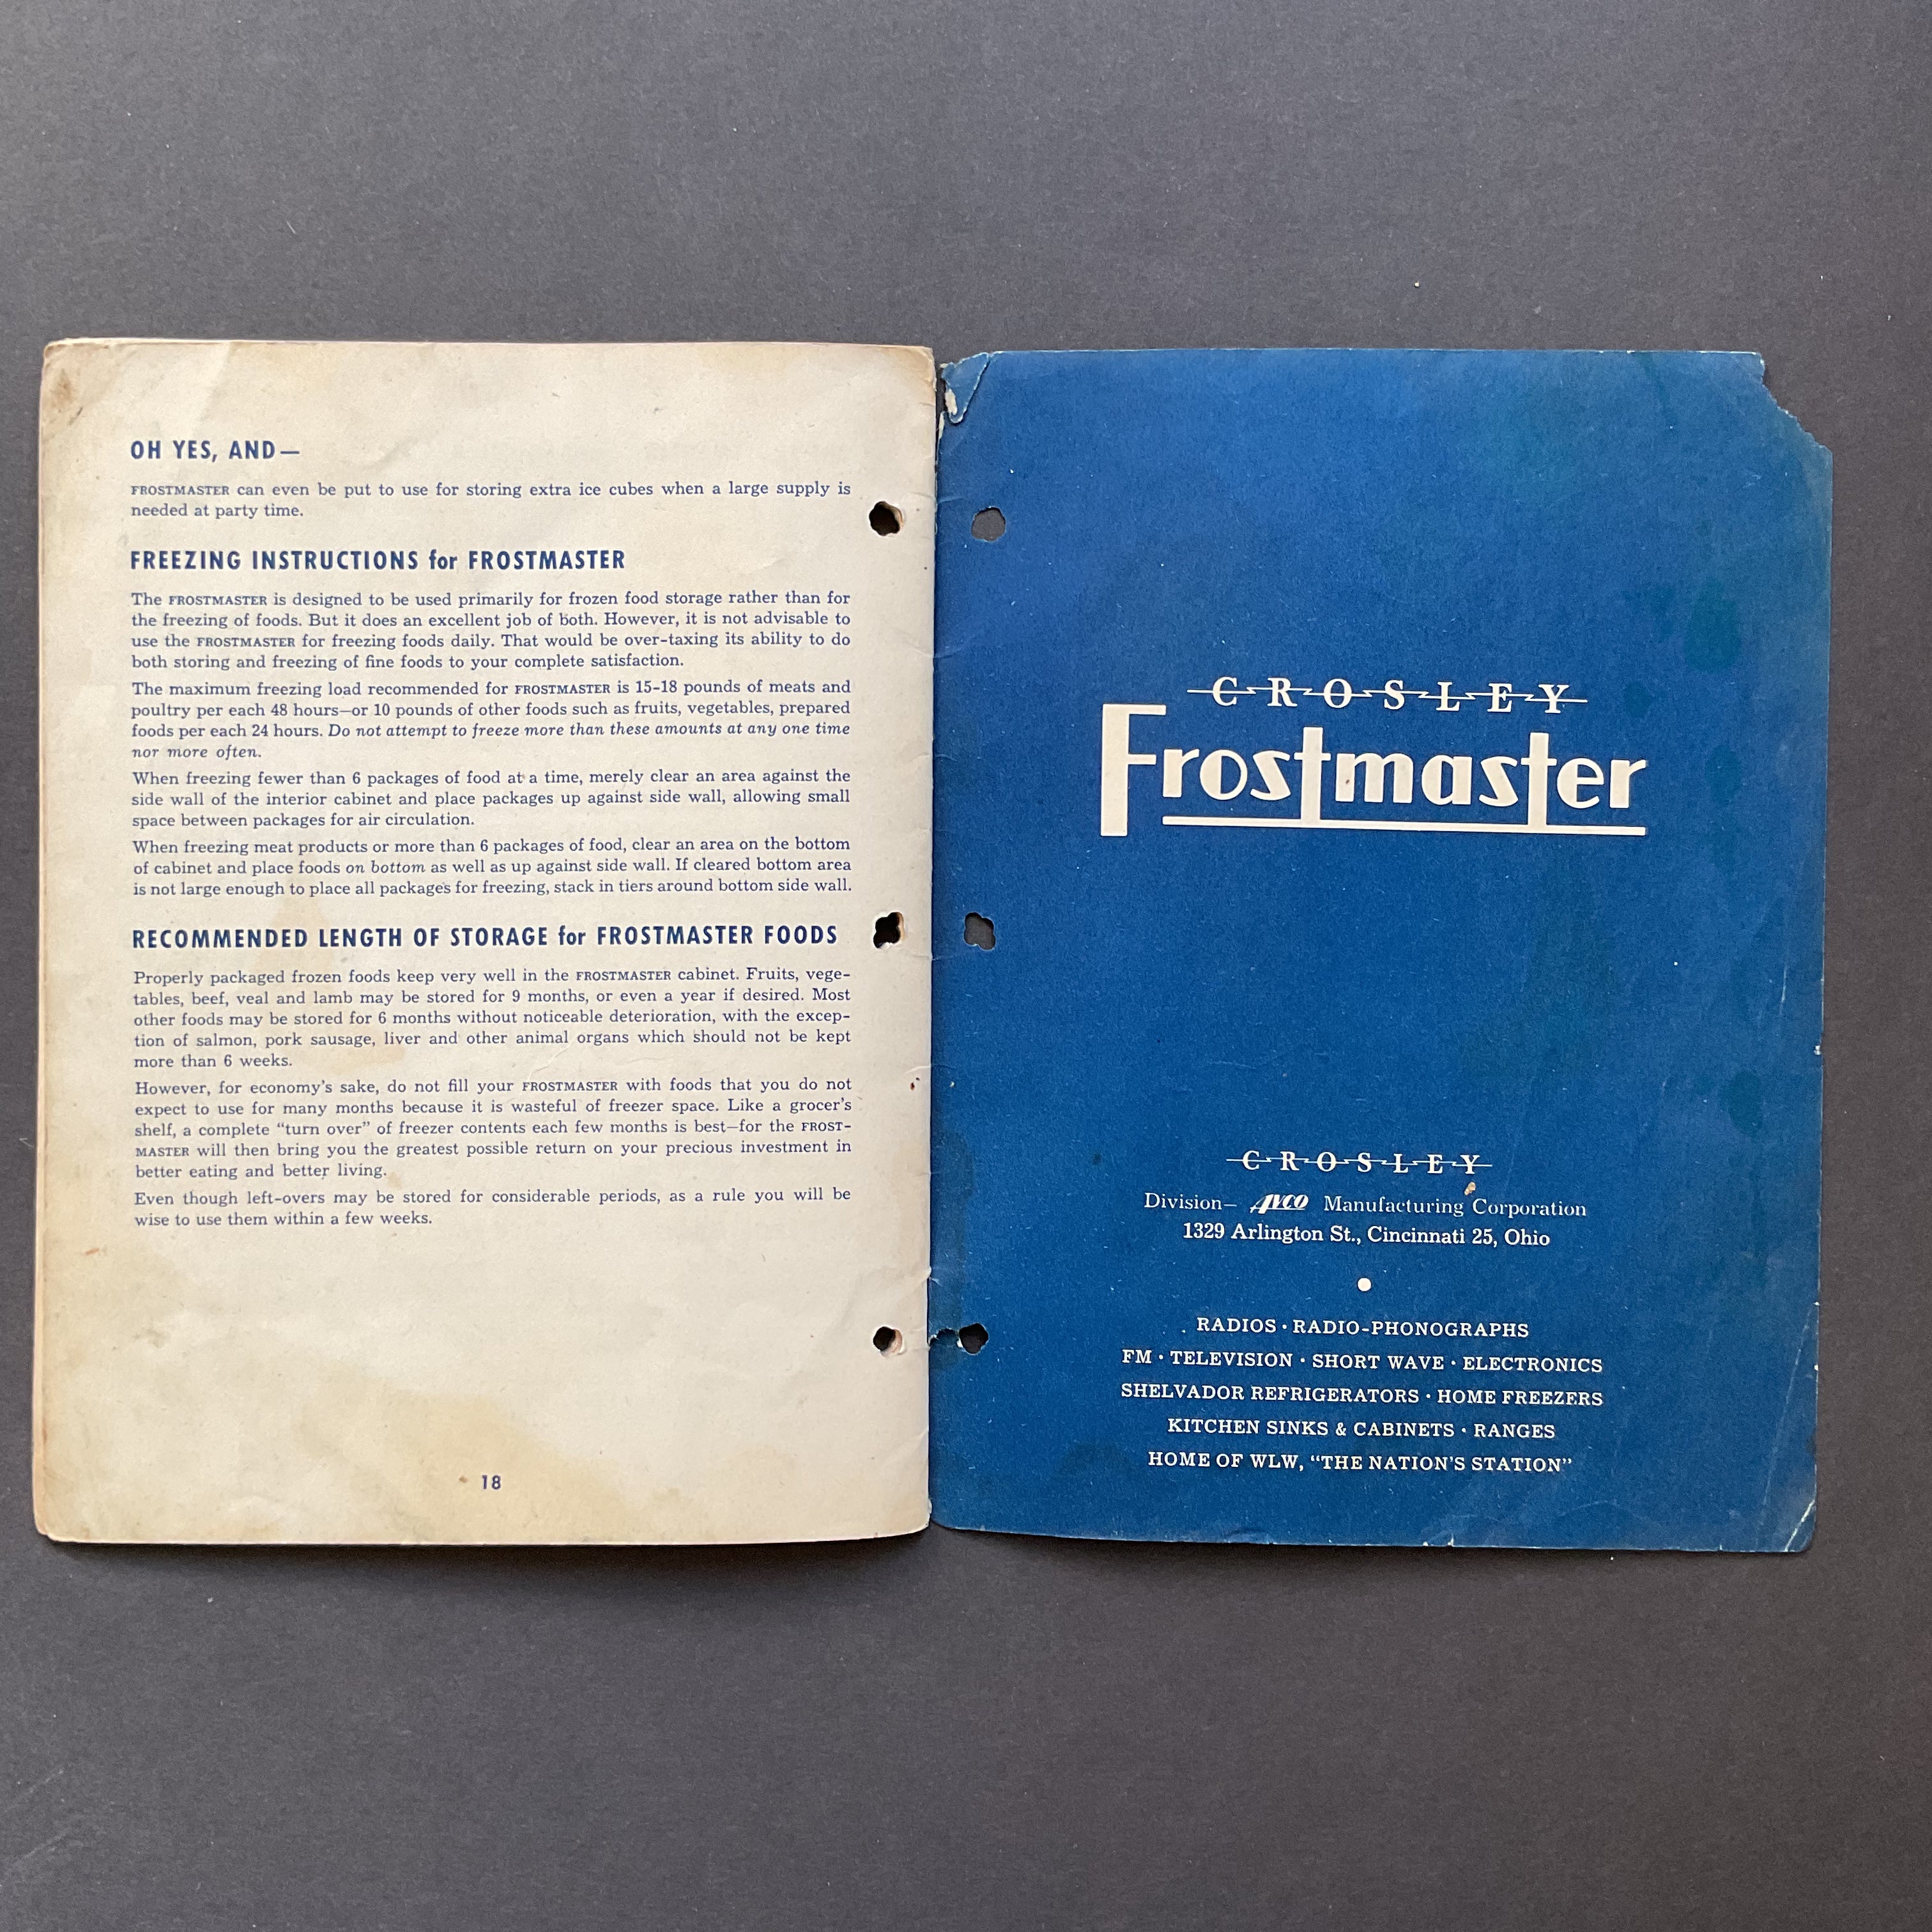 OH YES, AND—
FROSTMASTER can even be put to use for storing extra ice cubes when a large supply is
needed at party time.
FREEZING INSTRUCTIONS for FROSTMASTER
The FROSTMASTER is designed to be used primarily for frozen food storage rather than for
the freezing of foods. But it does an excellent job of both. However, it is not advisable to
use the FROSTMASTER for freezing foods daily. That would be over-taxing its ability to do
both storing and freezing of fine foods to your complete satisfaction.
The maximum freezing load recommended for FROSTMASTER is 15-18 pounds of meats and
poultry per each 48 hours—or 10 pounds of other foods such as fruits, vegetables, prepared
foods per each 24 hours. Do not attempt to freeze more than these amounts at any one time
nor more often.
When freezing fewer than 6 packages of food at a time, merely clear an area against the
side wall of the interior cabinet and place packages up against side wall, allowing small
space between packages for air circulation.
When freezing meat products or more than 6 packages of food, clear an area on the bottom
of cabinet and place foods on bottom as well as up against side wall. If cleared bottom area
is not large enough to place all packages for freezing, stack in tiers around bottom side wall.
RECOMMENDED LENGTH OF STORAGE for FROSTMASTER FOODS
Properly packaged frozen foods keep very well in the FROSTMASTER cabinet. Fruits, vege-
tables, beef, veal and lamb may be stored for 9 months, or even a year if desired. Most
other foods may be stored for 6 months without noticeable deterioration, with the excep-
tion of salmon, pork sausage, liver and other animal organs which should not be kept
more than 6 weeks.
However, for economy's sake, do not fill your FROSTMASTER with foods that you do not
expect to use for many months because it is wasteful of freezer space. Like a grocer's
shelf, a complete "turn over" of freezer contents each few months is best—for the FROST-
MASTER will then bring you the greatest possible return on your precious investment in
better eating and better living.
Even though left-overs may be stored for considerable periods, as a rule you will be
wise to use them within a few weeks.
18
CROSLEY
Frostmaster
CROSLEY
Division— AVCO Manufacturing Corporation
1329 Arlington St., Cincinnati 25, Ohio
RADIOS • RADIO-PHONOGRAPHS
FM • TELEVISION • SHORT WAVE • ELECTRONICS
SHELVADOR REFRIGERATORS • HOME FREEZERS
KITCHEN SINKS & CABINETS • RANGES
HOME OF WLW, "THE NATION'S STATION"